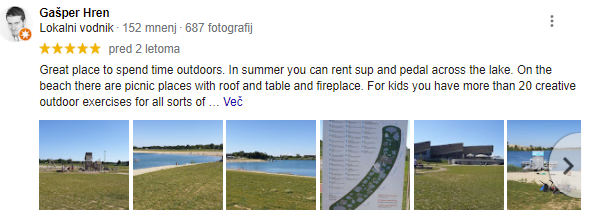 Gašper Hren
Lokalni vodnik · 152 mnenj · 687 fotografij
pred 2 letoma
Great place to spend time outdoors. In summer you can rent sup and pedal across the lake. On the
beach there are picnic places with roof and table and fireplace. For kids you have more than 20 creative
outdoor exercises for all sorts of … Več